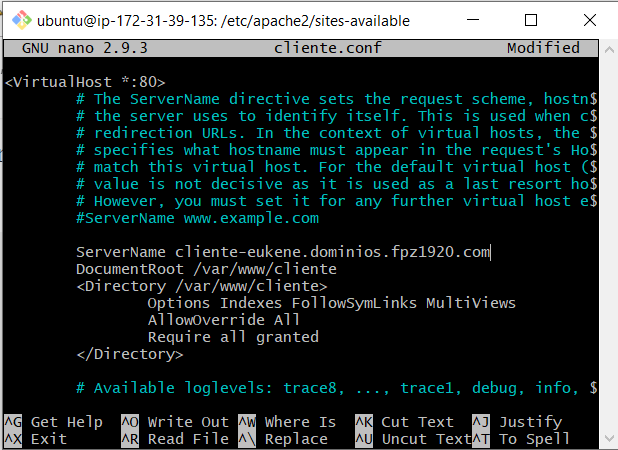 ubuntu@ip-172-31-39-135: /etc/apache2/sites-available
GNU nano 2.9.3 cliente.conf Modified
<VirtualHost *:80>
# The ServerName directive sets the request scheme, hostn$
# the server uses to identify itself. This is used when c$
# redirection URLs. In the context of virtual hosts, the $
# specifies what hostname must appear in the request's Ho$
# match this virtual host. For the default virtual host ($
# value is not decisive as it is used as a last resort ho$
# However, you must set it for any further virtual host e$
#ServerName www.example.com
ServerName cliente-eukene.dominios.fpz1920.com
DocumentRoot /var/www/cliente
<Directory /var/www/cliente>
Options Indexes FollowSymLinks MultiViews
AllowOverride All
Require all granted
</Directory>
# Available loglevels: trace8, ..., trace1, debug, info, $
^G Get Help ^O Write Out ^W Where Is ^K Cut Text ^J Justify
^X Exit ^R Read File ^\ Replace ^U Uncut Text ^T To Spell